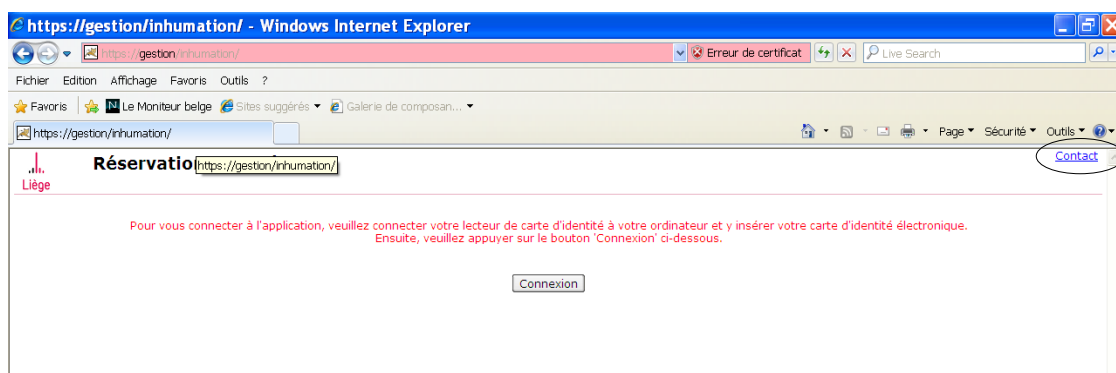 https://gestion/inhumation/ - Windows Internet Explorer
https://gestion/inhumation/ Erreur de certificat Live Search
Fichier Edition Affichage Favoris Outils ?
Favoris Le Moniteur belge Sites suggérés Galerie de composan...
https://gestion/inhumation/ Page Sécurité Outils
Contact
https://gestion/inhumation/
Liège
Pour vous connecter à l'application, veuillez connecter votre lecteur de carte d'identité à votre ordinateur et y insérer votre carte d'identité électronique.
Ensuite, veuillez appuyer sur le bouton 'Connexion' ci-dessous.
Connexion